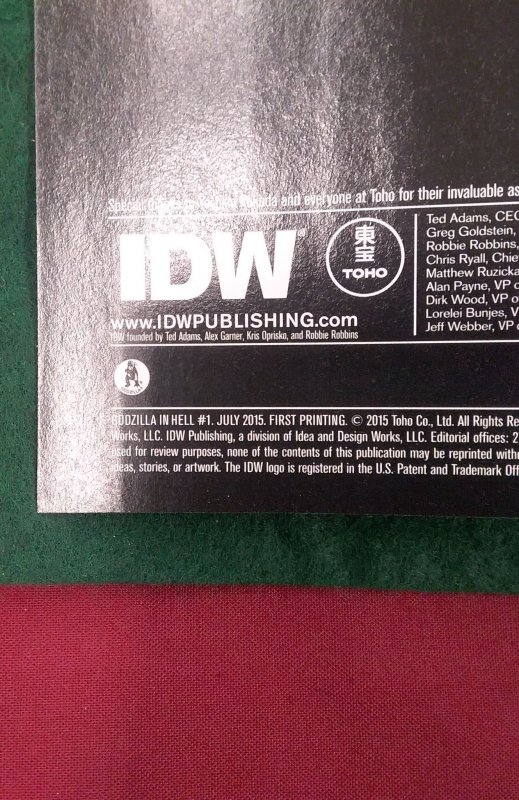 Special and everyone at Toho for their invaluable as
IDW
®
東宝
TOHO
www.IDWPUBLISHING.com
IDW founded by Ted Adams, Alex Garner, Kris Oprisko, and Robbie Robbins
Ted Adams, CEO
Greg Goldstein,
Robbie Robbins,
Chris Ryall, Chie
Matthew Ruzicka
Alan Payne, VP o
Dirk Wood, VP o
Lorelei Bunjes, V
Jeff Webber, VP o
GODZILLA IN HELL #1. JULY 2015. FIRST PRINTING. © 2015 Toho Co., Ltd. All Rights Re
Works, LLC. IDW Publishing, a division of Idea and Design Works, LLC. Editorial offices: 2
used for review purposes, none of the contents of this publication may be reprinted with
ideas, stories, or artwork. The IDW logo is registered in the U.S. Patent and Trademark Off